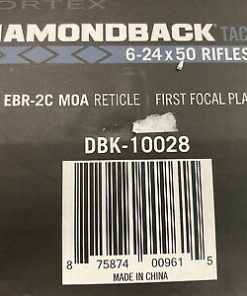 ORTEX
IAMONDBACK TAC
6-24x50 RIFLES
EBR-2C MOA RETICLE | FIRST FOCAL PLA
DBK-10028
8 75874 00961 5
MADE IN CHINA